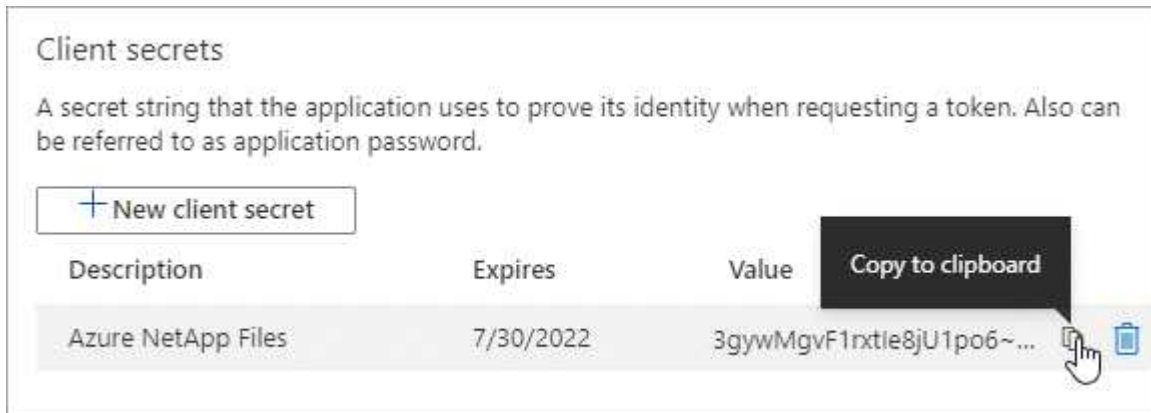 Client secrets
A secret string that the application uses to prove its identity when requesting a token. Also can
be referred to as application password.
+ New client secret
Description Expires Value Copy to clipboard
Azure NetApp Files 7/30/2022 3gywMgvF1rxtIe8jU1po6~...